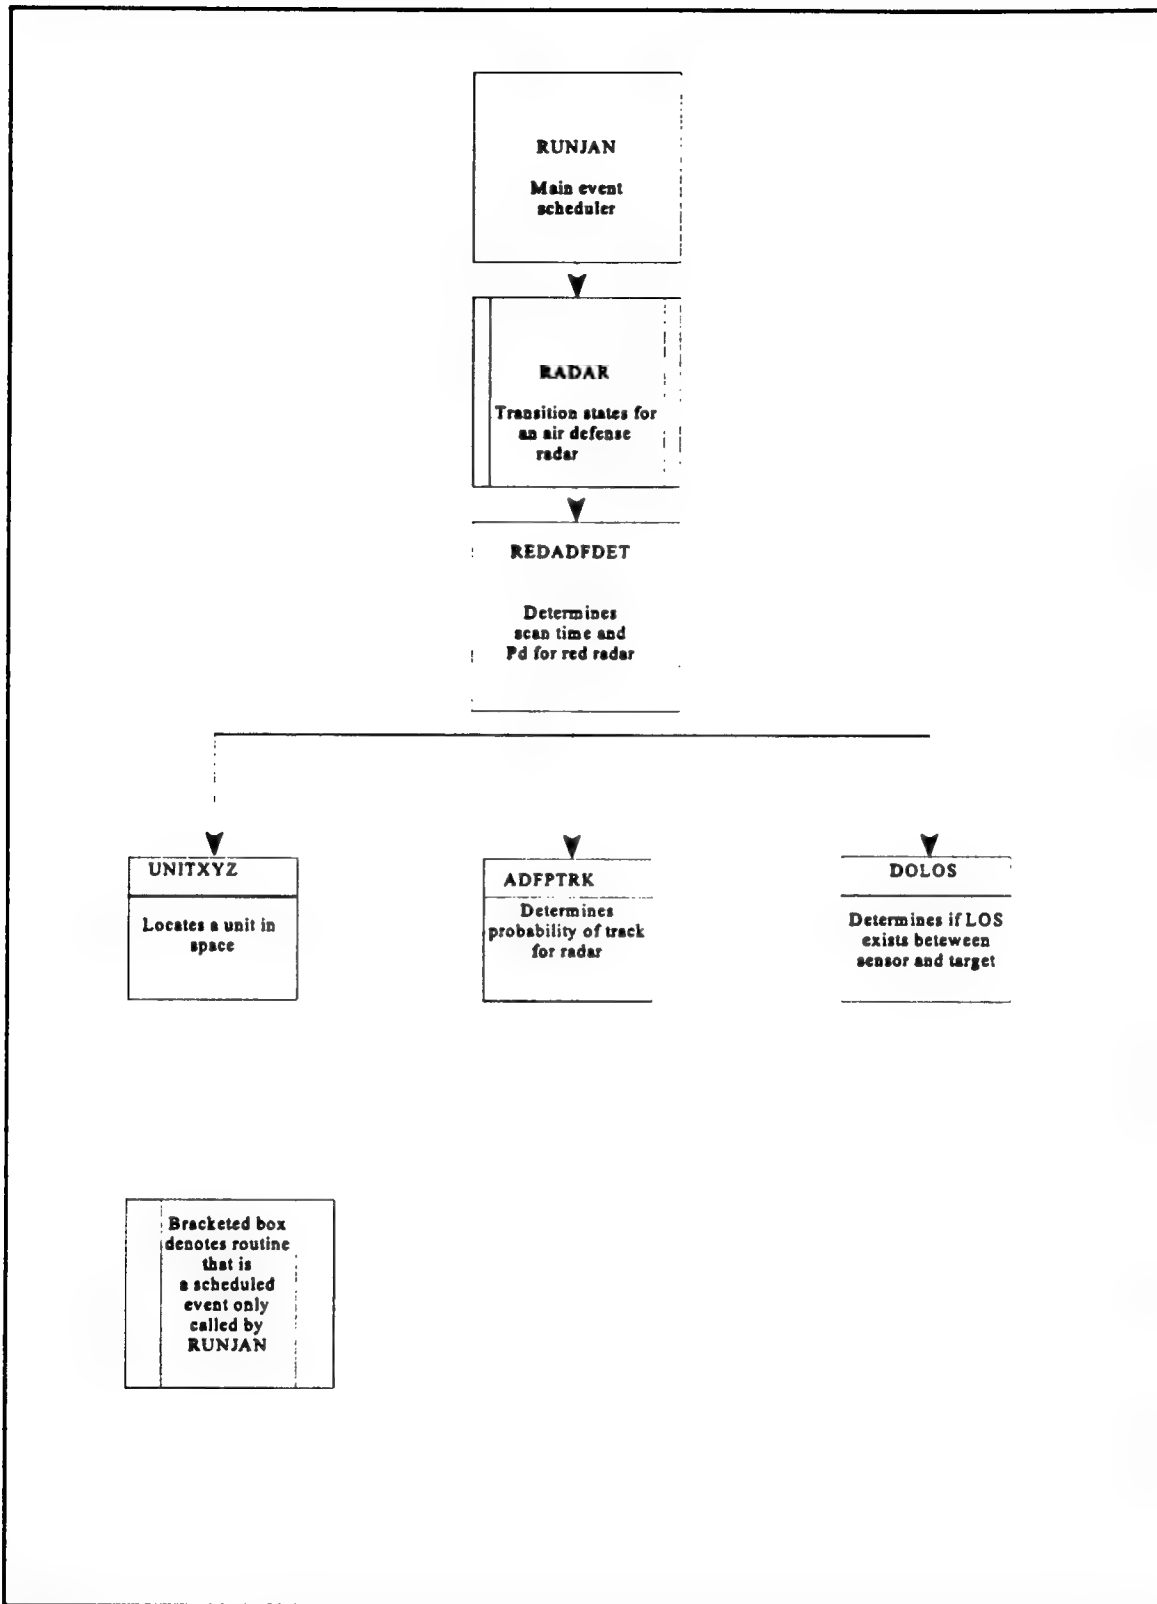 RUNJAN
Main event
scheduler
RADAR
Transition states for
an air defense
radar
REDADFDET
Determines
scan time and
Pd for red radar
UNITXYZ
Locates a unit in
space
ADFPTRK
Determines
probability of track
for radar
DOLOS
Determines if LOS
exists beteween
sensor and target
Bracketed box
denotes routine
that is
a scheduled
event only
called by
RUNJAN